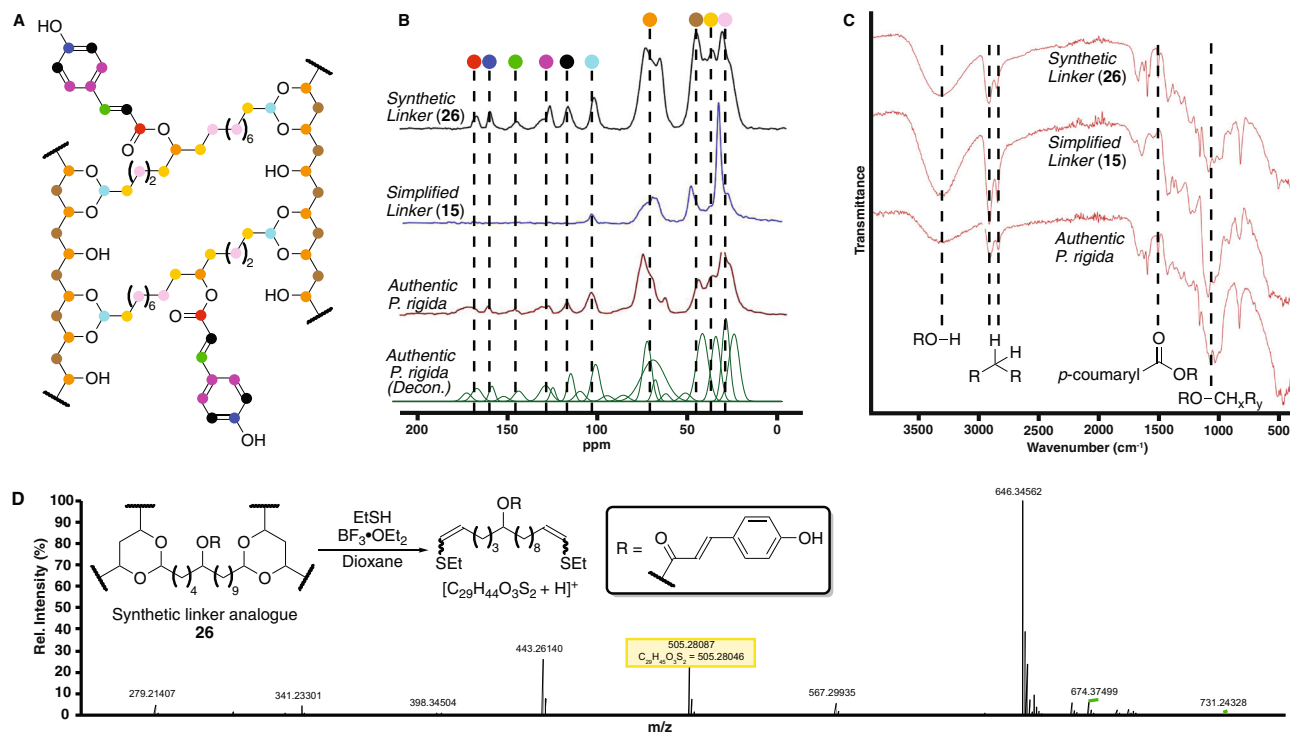 A
HO
O
O
O
O
O
O
6
2
HO
O
O
OH
O
O
O
O
2
6
HO
O
O
OH
OH
B
Synthetic
Linker (26)
Simplified
Linker (15)
Authentic
P. rigida
Authentic
P. rigida
(Decon.)
200
150
100
50
0
ppm
C
Synthetic
Linker (26)
Simplified
Linker (15)
Authentic
P. rigida
RO–H
H
H
R
R
O
p-coumaryl
OR
RO–CHₓRᵧ
Transmittance
3500
3000
2500
2000
1500
1000
500
Wavenumber (cm⁻¹)
D
100
90
80
70
60
50
40
30
20
10
0
Rel. Intensity (%)
OR
O
O
O
O
4
9
Synthetic linker analogue
26
EtSH
BF₃•OEt₂
Dioxane
OR
3
8
SEt
SEt
[C₂₉H₄₄O₃S₂ + H]⁺
R =
O
OH
279.21407
341.23301
398.34504
443.26140
505.28087
C₂₉H₄₅O₃S₂ = 505.28046
567.29935
646.34562
674.37499
731.24328
m/z